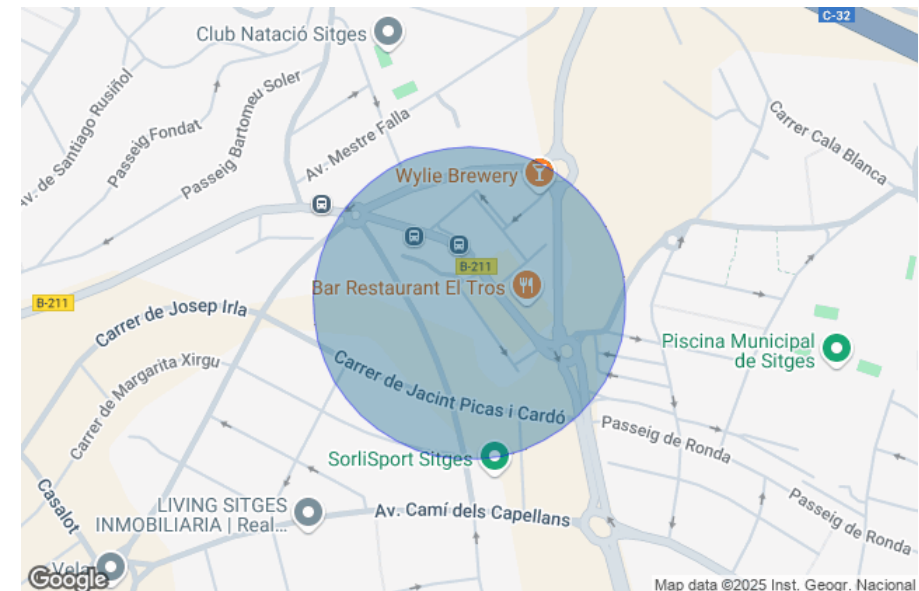 C-32
Club Natació Sitges
Av. de Santiago Rusiñol
Passeig Fondat
Passeig Bartomeu Soler
Av. Mestre Falla
Carrer Cala Blanca
Wylie Brewery
B-211
Bar Restaurant El Tros
B-211
Carrer de Josep Irla
Carrer de Margarita Xirgu
Piscina Municipal
de Sitges
Carrer de Jacint Picas i Cardó
Passeig de Ronda
SorliSport Sitges
Casalot
LIVING SITGES
INMOBILIARIA | Real...
Av. Camí dels Capellans
Passeig de Ronda
Vela
Google
Map data ©2025 Inst. Geogr. Nacional